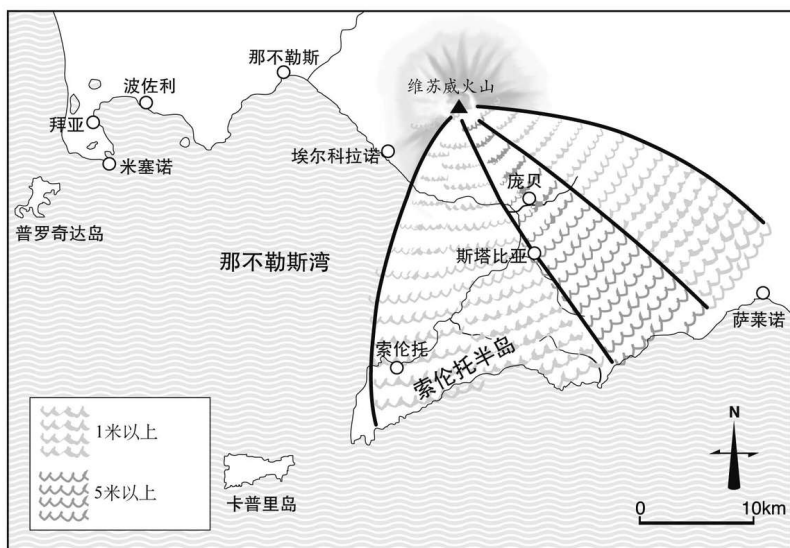 那不勒斯
维苏威火山
波佐利
拜亚
埃尔科拉诺
米塞诺
庞贝
普罗奇达岛
斯塔比亚
那不勒斯湾
萨莱诺
索伦托
索伦托半岛
1米以上
5米以上
卡普里岛
N
0 10km